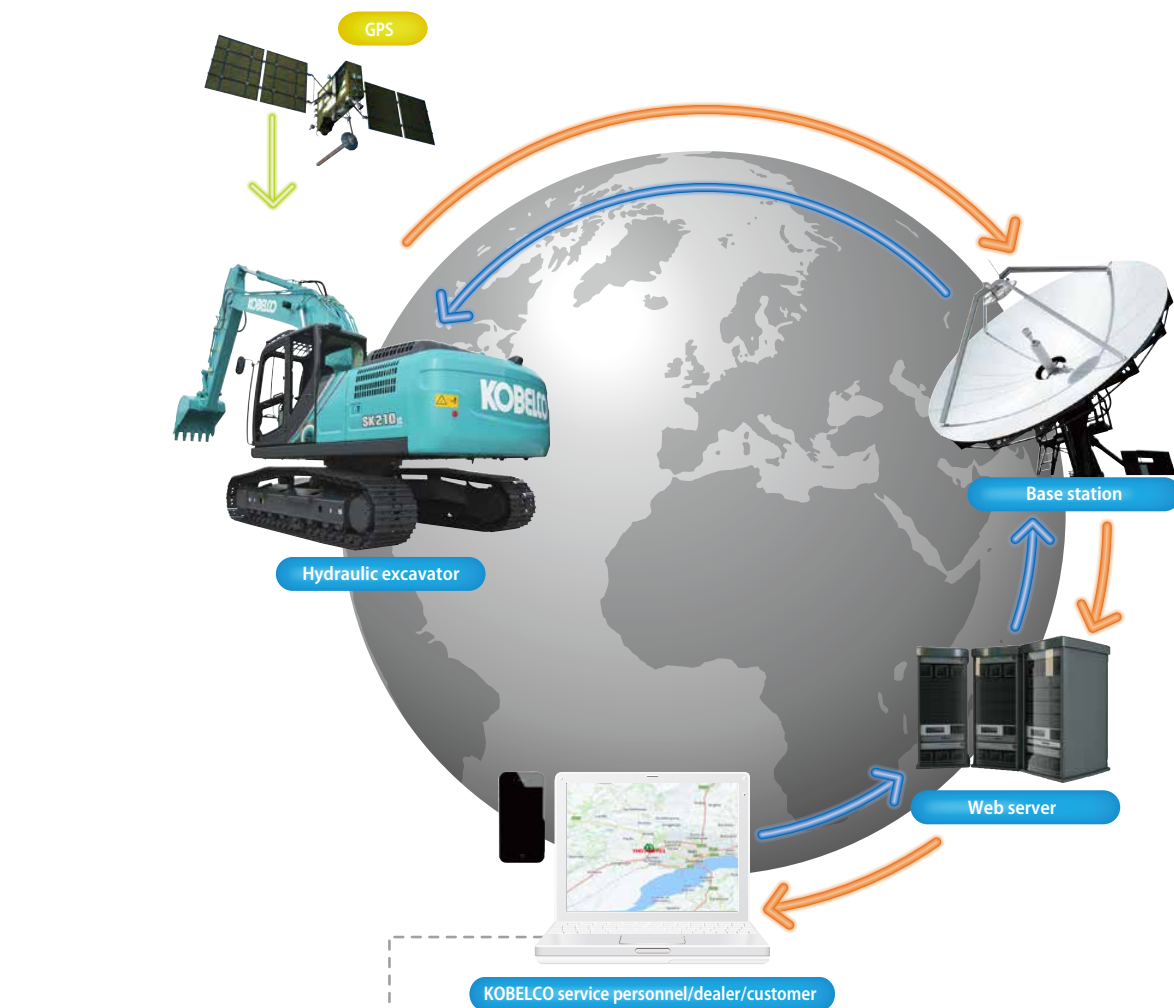 GPS
KOBELCO
KOBELCO
SK210
Base station
Hydraulic excavator
Web server
KOBELCO service personnel/dealer/customer